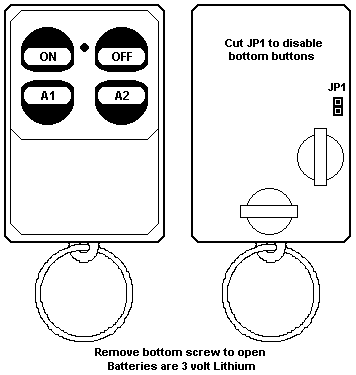 ON
OFF
A1
A2
Cut JP1 to disable
bottom buttons
JP1
Remove bottom screw to open
Batteries are 3 volt Lithium